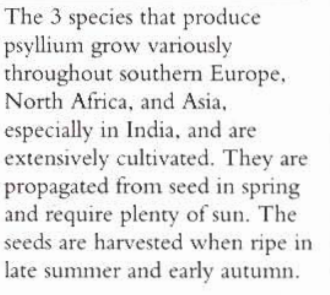 The 3 species that produce
psyllium grow variously
throughout southern Europe,
North Africa, and Asia,
especially in India, and are
extensively cultivated. They are
propagated from seed in spring
and require plenty of sun. The
seeds are harvested when ripe in
late summer and early autumn.